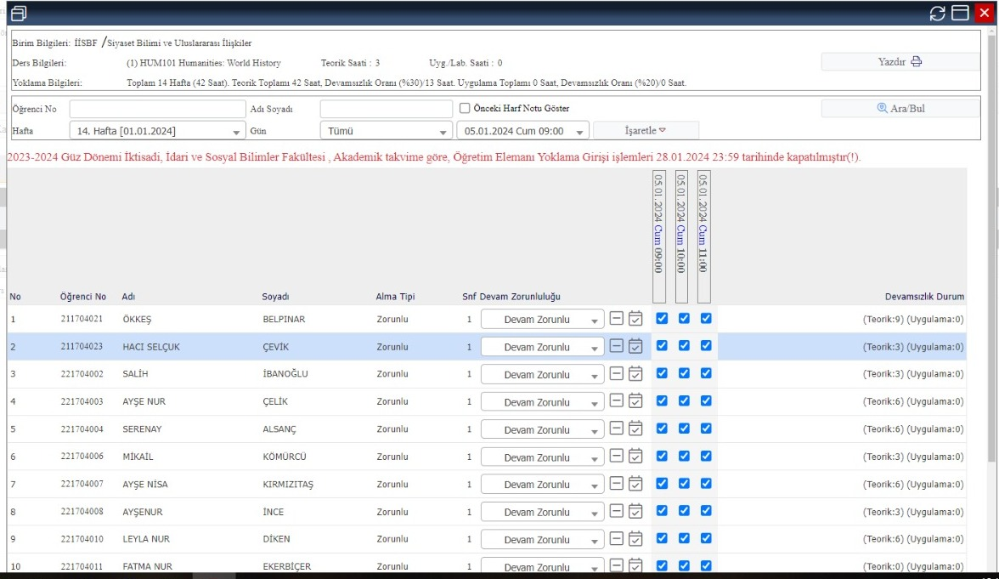 Birim Bilgileri: İİSBF /Siyaset Bilimi ve Uluslararası İlişkiler
Ders Bilgileri: (1) HUM101 Humanities: World History Teorik Saati : 3 Uyg./Lab. Saati : 0 Yazdır
Yoklama Bilgileri: Toplam 14 Hafta (42 Saat). Teorik Toplamı 42 Saat, Devamsızlık Oranı (%30)/13 Saat. Uygulama Toplamı 0 Saat, Devamsızlık Oranı (%20)/0 Saat.
Öğrenci No Adı Soyadı Önceki Harf Notu Göster Ara/Bul
Hafta 14. Hafta [01.01.2024] Gün Tümü 05.01.2024 Cum 09:00 İşaretle
2023-2024 Güz Dönemi İktisadi, İdari ve Sosyal Bilimler Fakültesi , Akademik takvime göre, Öğretim Elemanı Yoklama Girişi işlemleri 28.01.2024 23:59 tarihinde kapatılmıştır(!).
05.01.2024 Cum 09:00
05.01.2024 Cum 10:00
05.01.2024 Cum 11:00
No Öğrenci No Adı Soyadı Alma Tipi Snf Devam Zorunluluğu Devamsızlık Durum
1 211704021 ÖKKEŞ BELPINAR Zorunlu 1 Devam Zorunlu (Teorik:9) (Uygulama:0)
2 211704023 HACI SELÇUK ÇEVİK Zorunlu 1 Devam Zorunlu (Teorik:3) (Uygulama:0)
3 221704002 SALİH İBANOĞLU Zorunlu 1 Devam Zorunlu (Teorik:3) (Uygulama:0)
4 221704003 AYŞE NUR ÇELİK Zorunlu 1 Devam Zorunlu (Teorik:6) (Uygulama:0)
5 221704004 SERENAY ALSANÇ Zorunlu 1 Devam Zorunlu (Teorik:6) (Uygulama:0)
6 221704006 MİKAİL KÖMÜRCÜ Zorunlu 1 Devam Zorunlu (Teorik:3) (Uygulama:0)
7 221704007 AYŞE NİSA KIRMIZITAŞ Zorunlu 1 Devam Zorunlu (Teorik:6) (Uygulama:0)
8 221704008 AYŞENUR İNCE Zorunlu 1 Devam Zorunlu (Teorik:3) (Uygulama:0)
9 221704010 LEYLA NUR DİKEN Zorunlu 1 Devam Zorunlu (Teorik:6) (Uygulama:0)
10 221704011 FATMA NUR EKERBİÇER Zorunlu 1 Devam Zorunlu (Teorik:0) (Uygulama:0)